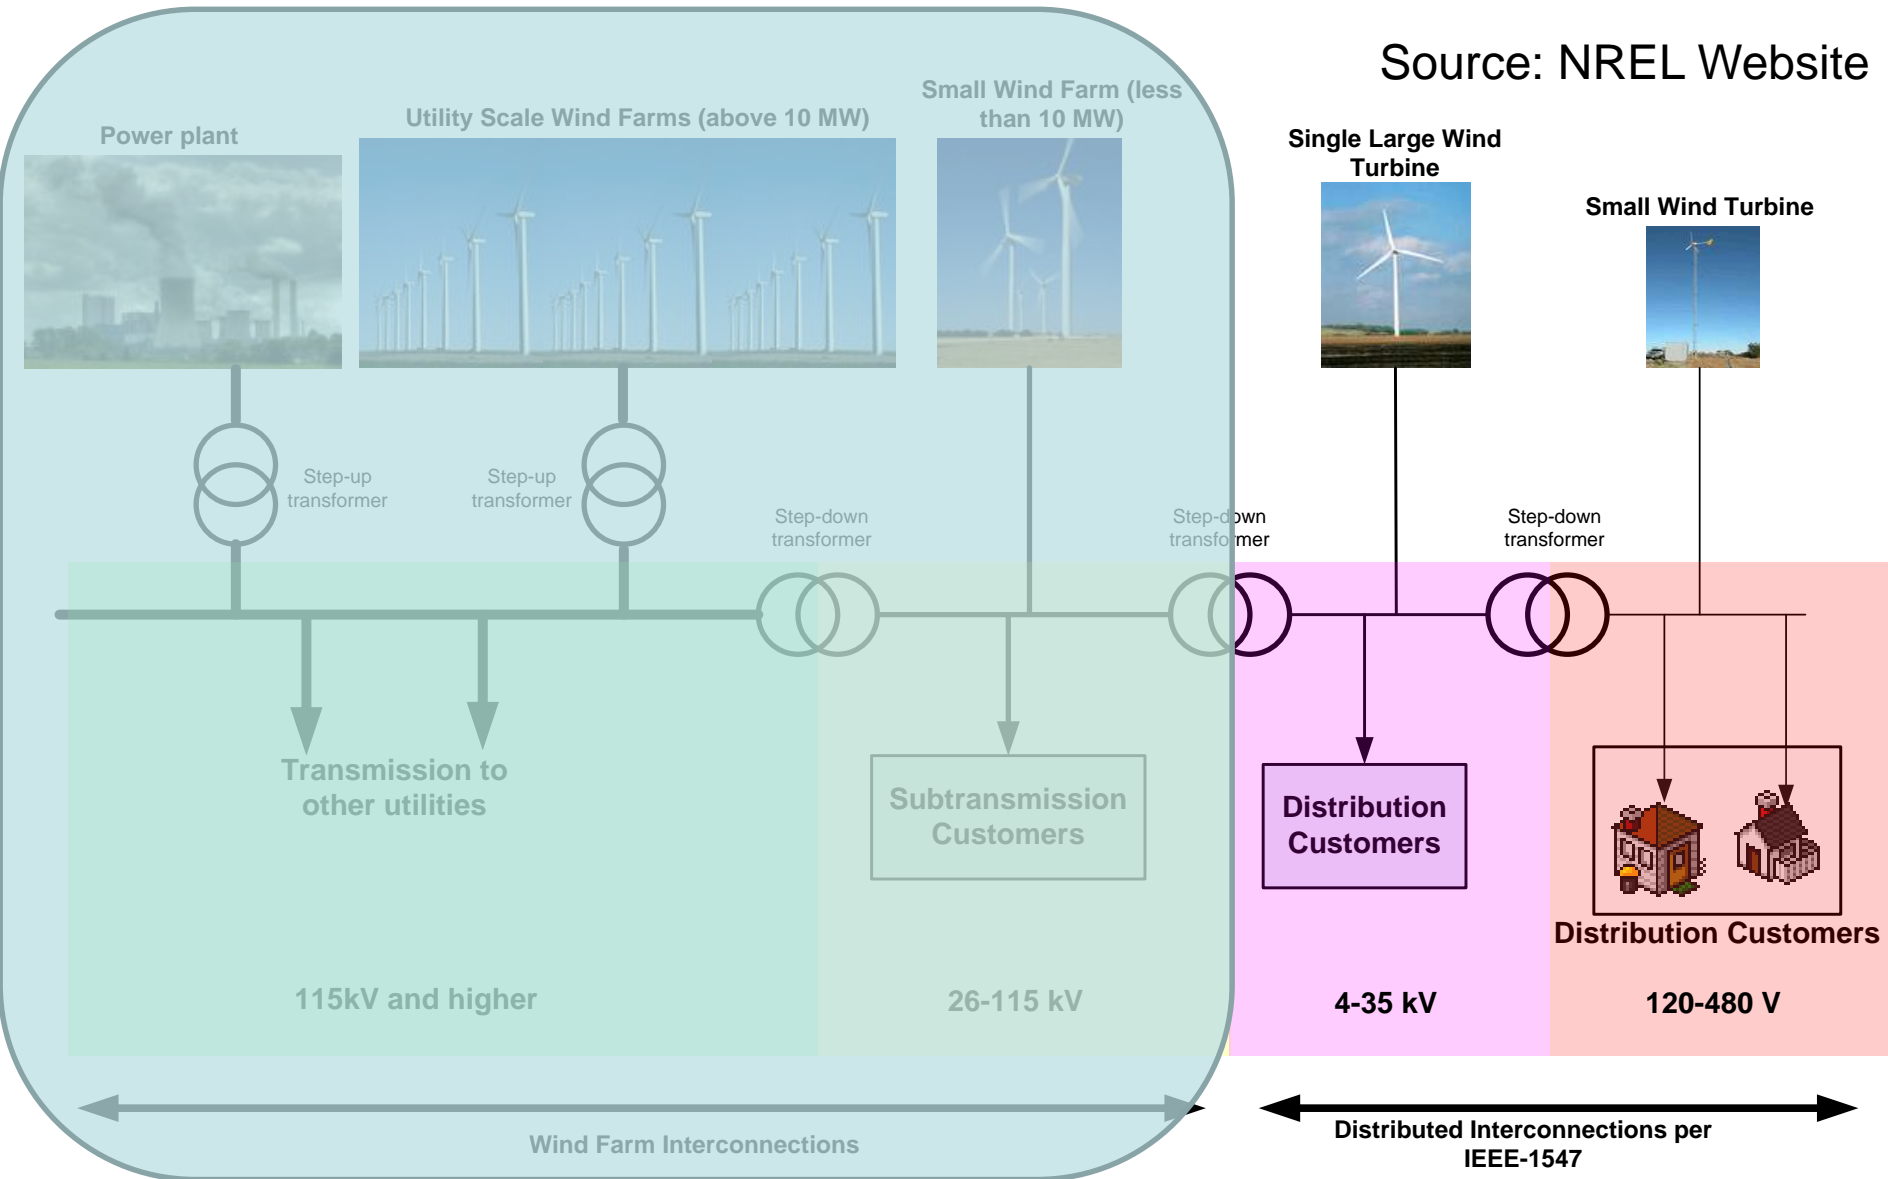 Source: NREL Website
Power plant
Utility Scale Wind Farms (above 10 MW)
Small Wind Farm (less
than 10 MW)
Single Large Wind
Turbine
Small Wind Turbine
Step-up
transformer
Step-up
transformer
Step-down
transformer
Step-down
transformer
Step-down
transformer
Transmission to
other utilities
Subtransmission
Customers
Distribution
Customers
Distribution Customers
115kV and higher
26-115 kV
4-35 kV
120-480 V
Wind Farm Interconnections
Distributed Interconnections per
IEEE-1547